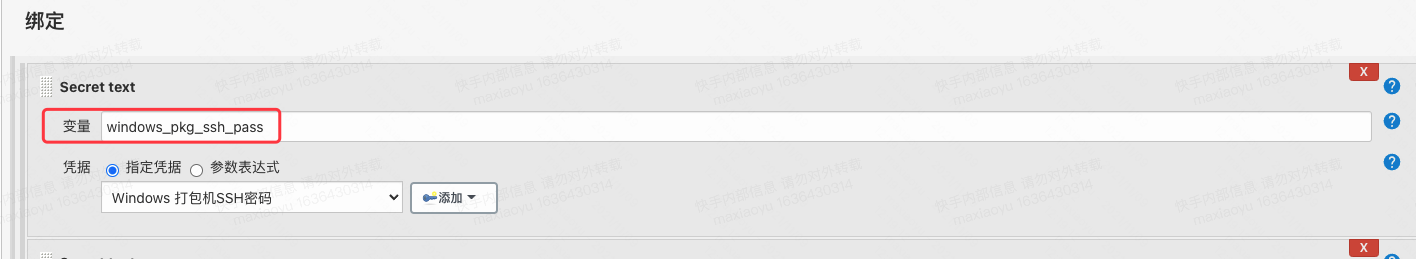 绑定
Secret text
X
?
变量
windows_pkg_ssh_pass
?
凭据
指定凭据
参数表达式
?
Windows 打包机SSH密码
添加
X
快手内部信息 请勿对外转载
maxiaoyu 1636430314